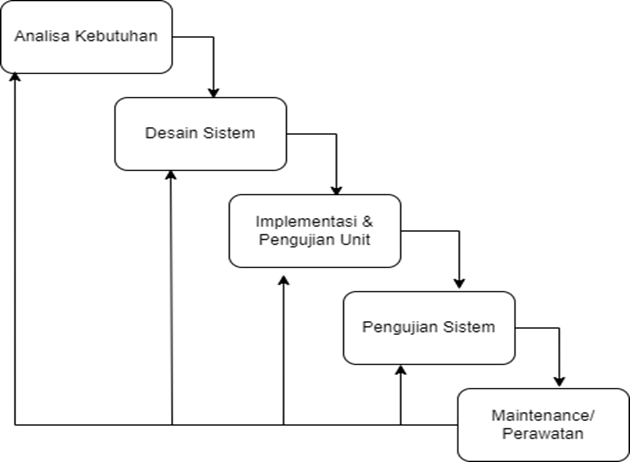 Analisa Kebutuhan
Desain Sistem
Implementasi &
Pengujian Unit
Pengujian Sistem
Maintenance/
Perawatan